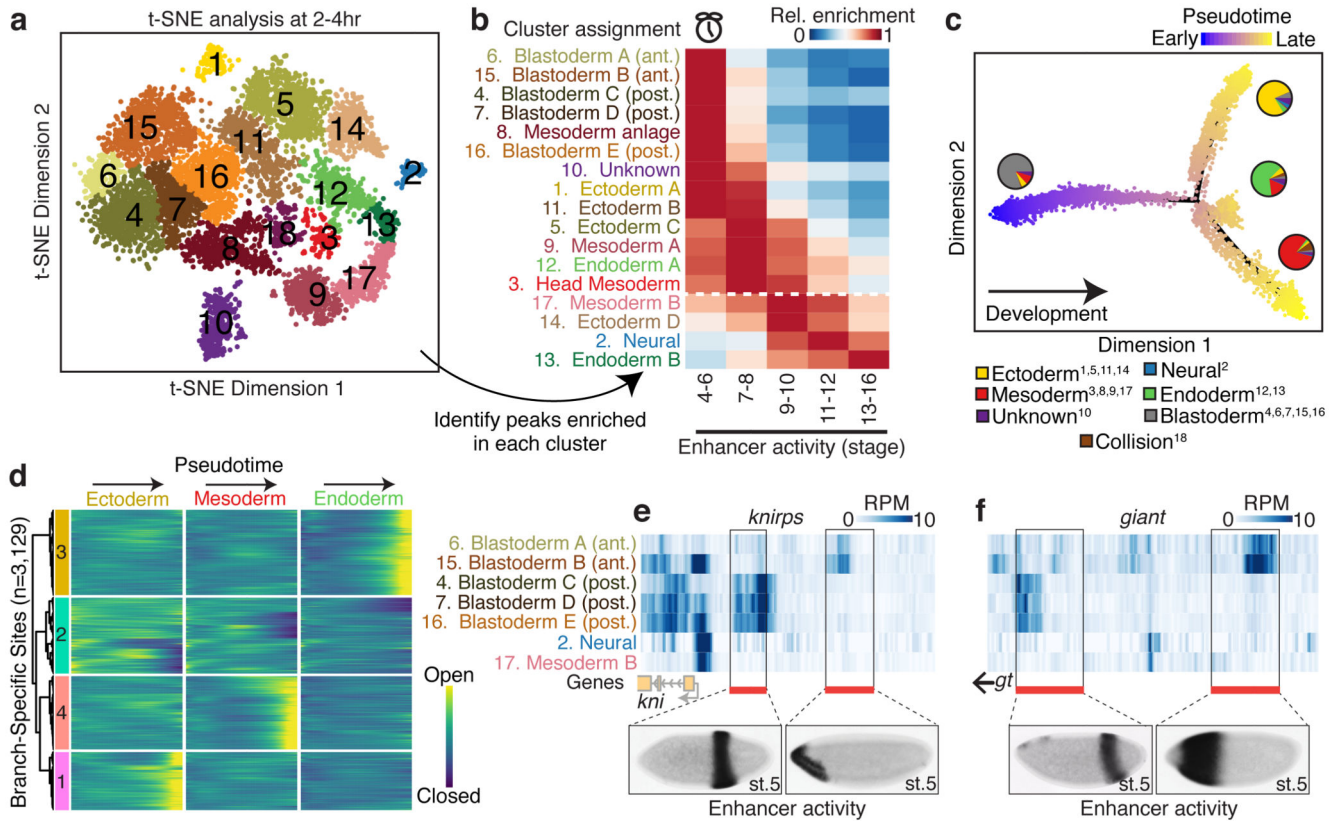 a
t-SNE analysis at 2-4hr
t-SNE Dimension 2
1
5
15
11
14
6
16
2
4
7
12
13
8
18
3
17
9
10
t-SNE Dimension 1
b
Cluster assignment
Rel. enrichment
0 1
6. Blastoderm A (ant.)
15. Blastoderm B (ant.)
4. Blastoderm C (post.)
7. Blastoderm D (post.)
8. Mesoderm anlage
16. Blastoderm E (post.)
10. Unknown
1. Ectoderm A
11. Ectoderm B
5. Ectoderm C
9. Mesoderm A
12. Endoderm A
3. Head Mesoderm
17. Mesoderm B
14. Ectoderm D
2. Neural
13. Endoderm B
4-6
7-8
9-10
11-12
13-16
Enhancer activity (stage)
Identify peaks enriched
in each cluster
c
Pseudotime
Early Late
Dimension 2
Development
Dimension 1
Ectoderm1,5,11,14
Neural2
Mesoderm3,8,9,17
Endoderm12,13
Unknown10
Blastoderm4,6,7,15,16
Collision18
d
Pseudotime
Ectoderm Mesoderm Endoderm
Branch-Specific Sites (n=3,129)
3
2
4
1
Open
Closed
e
knirps
RPM
0 10
6. Blastoderm A (ant.)
15. Blastoderm B (ant.)
4. Blastoderm C (post.)
7. Blastoderm D (post.)
16. Blastoderm E (post.)
2. Neural
17. Mesoderm B
Genes
kni
st.5
st.5
Enhancer activity
f
giant
RPM
0 10
gt
st.5
st.5
Enhancer activity